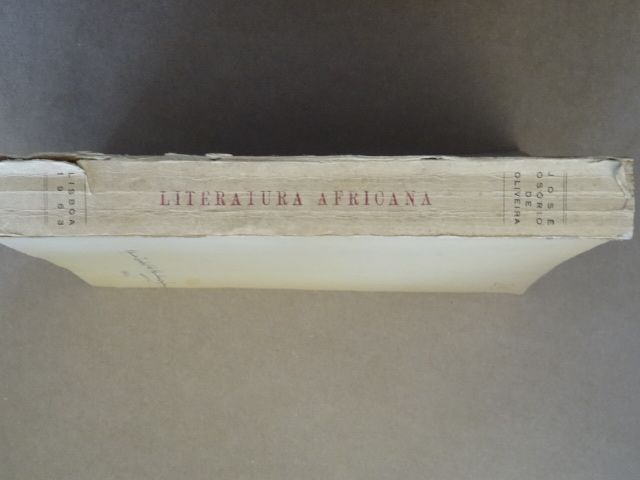 JOSÉ
OSÓRIO
DE
OLIVEIRA
LITERATURA AFRICANA
LISBOA
1963